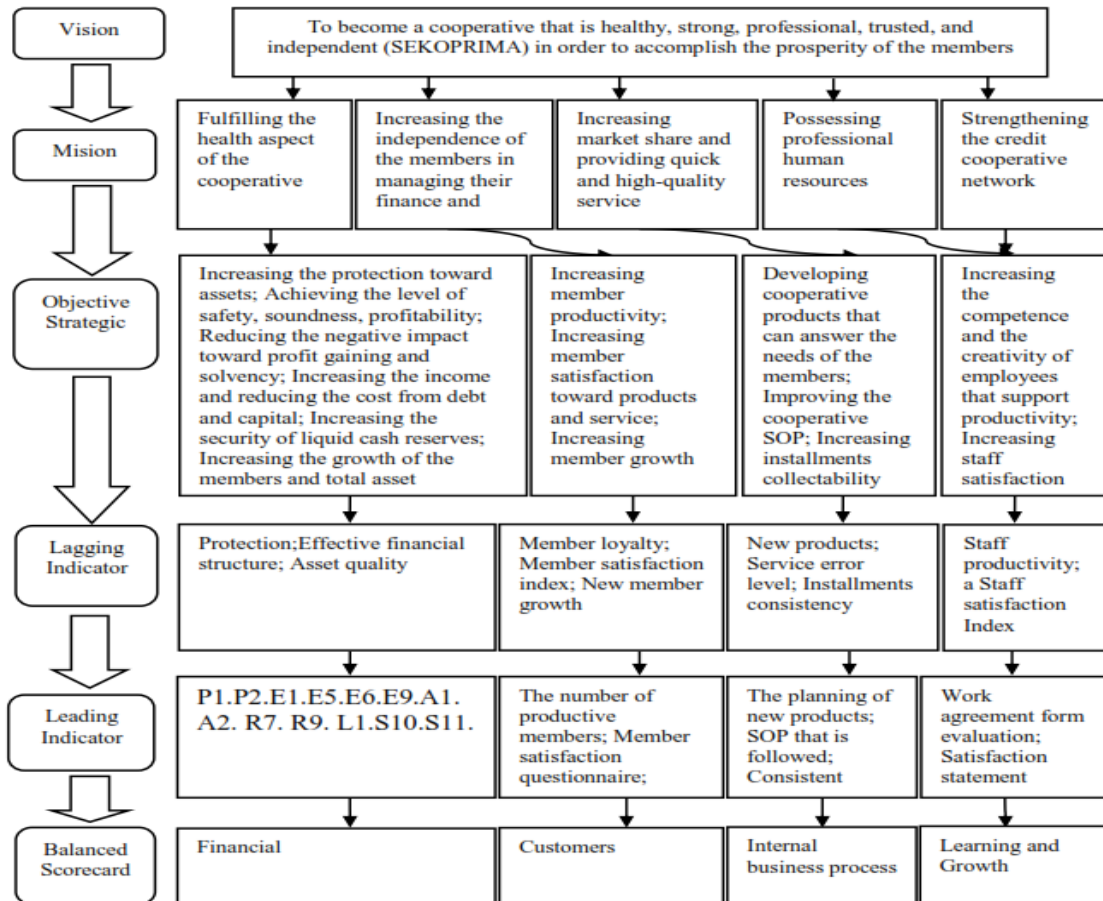 Vision
To become a cooperative that is healthy, strong, professional, trusted, and
independent (SEKOPRIMA) in order to accomplish the prosperity of the members
Mision
Fulfilling the
health aspect
of the
cooperative
Increasing the
independence of
the members in
managing their
finance and
Increasing
market share and
providing quick
and high-quality
service
Possessing
professional
human
resources
Strengthening
the credit
cooperative
network
Objective
Strategic
Increasing the protection toward
assets; Achieving the level of
safety, soundness, profitability;
Reducing the negative impact
toward profit gaining and
solvency; Increasing the income
and reducing the cost from debt
and capital; Increasing the
security of liquid cash reserves;
Increasing the growth of the
members and total asset
Increasing
member
productivity;
Increasing
member
satisfaction
toward products
and service;
Increasing
member growth
Developing
cooperative
products that
can answer the
needs of the
members;
Improving the
cooperative
SOP; Increasing
installments
collectability
Increasing
the
competence
and the
creativity of
employees
that support
productivity;
Increasing
staff
satisfaction
Lagging
Indicator
Protection;Effective financial
structure; Asset quality
Member loyalty;
Member satisfaction
index; New member
growth
New products;
Service error
level; Installments
consistency
Staff
productivity;
a Staff
satisfaction
Index
Leading
Indicator
P1.P2.E1.E5.E6.E9.A1.
A2. R7. R9. L1.S10.S11.
The number of
productive
members; Member
satisfaction
questionnaire;
The planning of
new products;
SOP that is
followed;
Consistent
Work
agreement form
evaluation;
Satisfaction
statement
Balanced
Scorecard
Financial
Customers
Internal
business process
Learning and
Growth